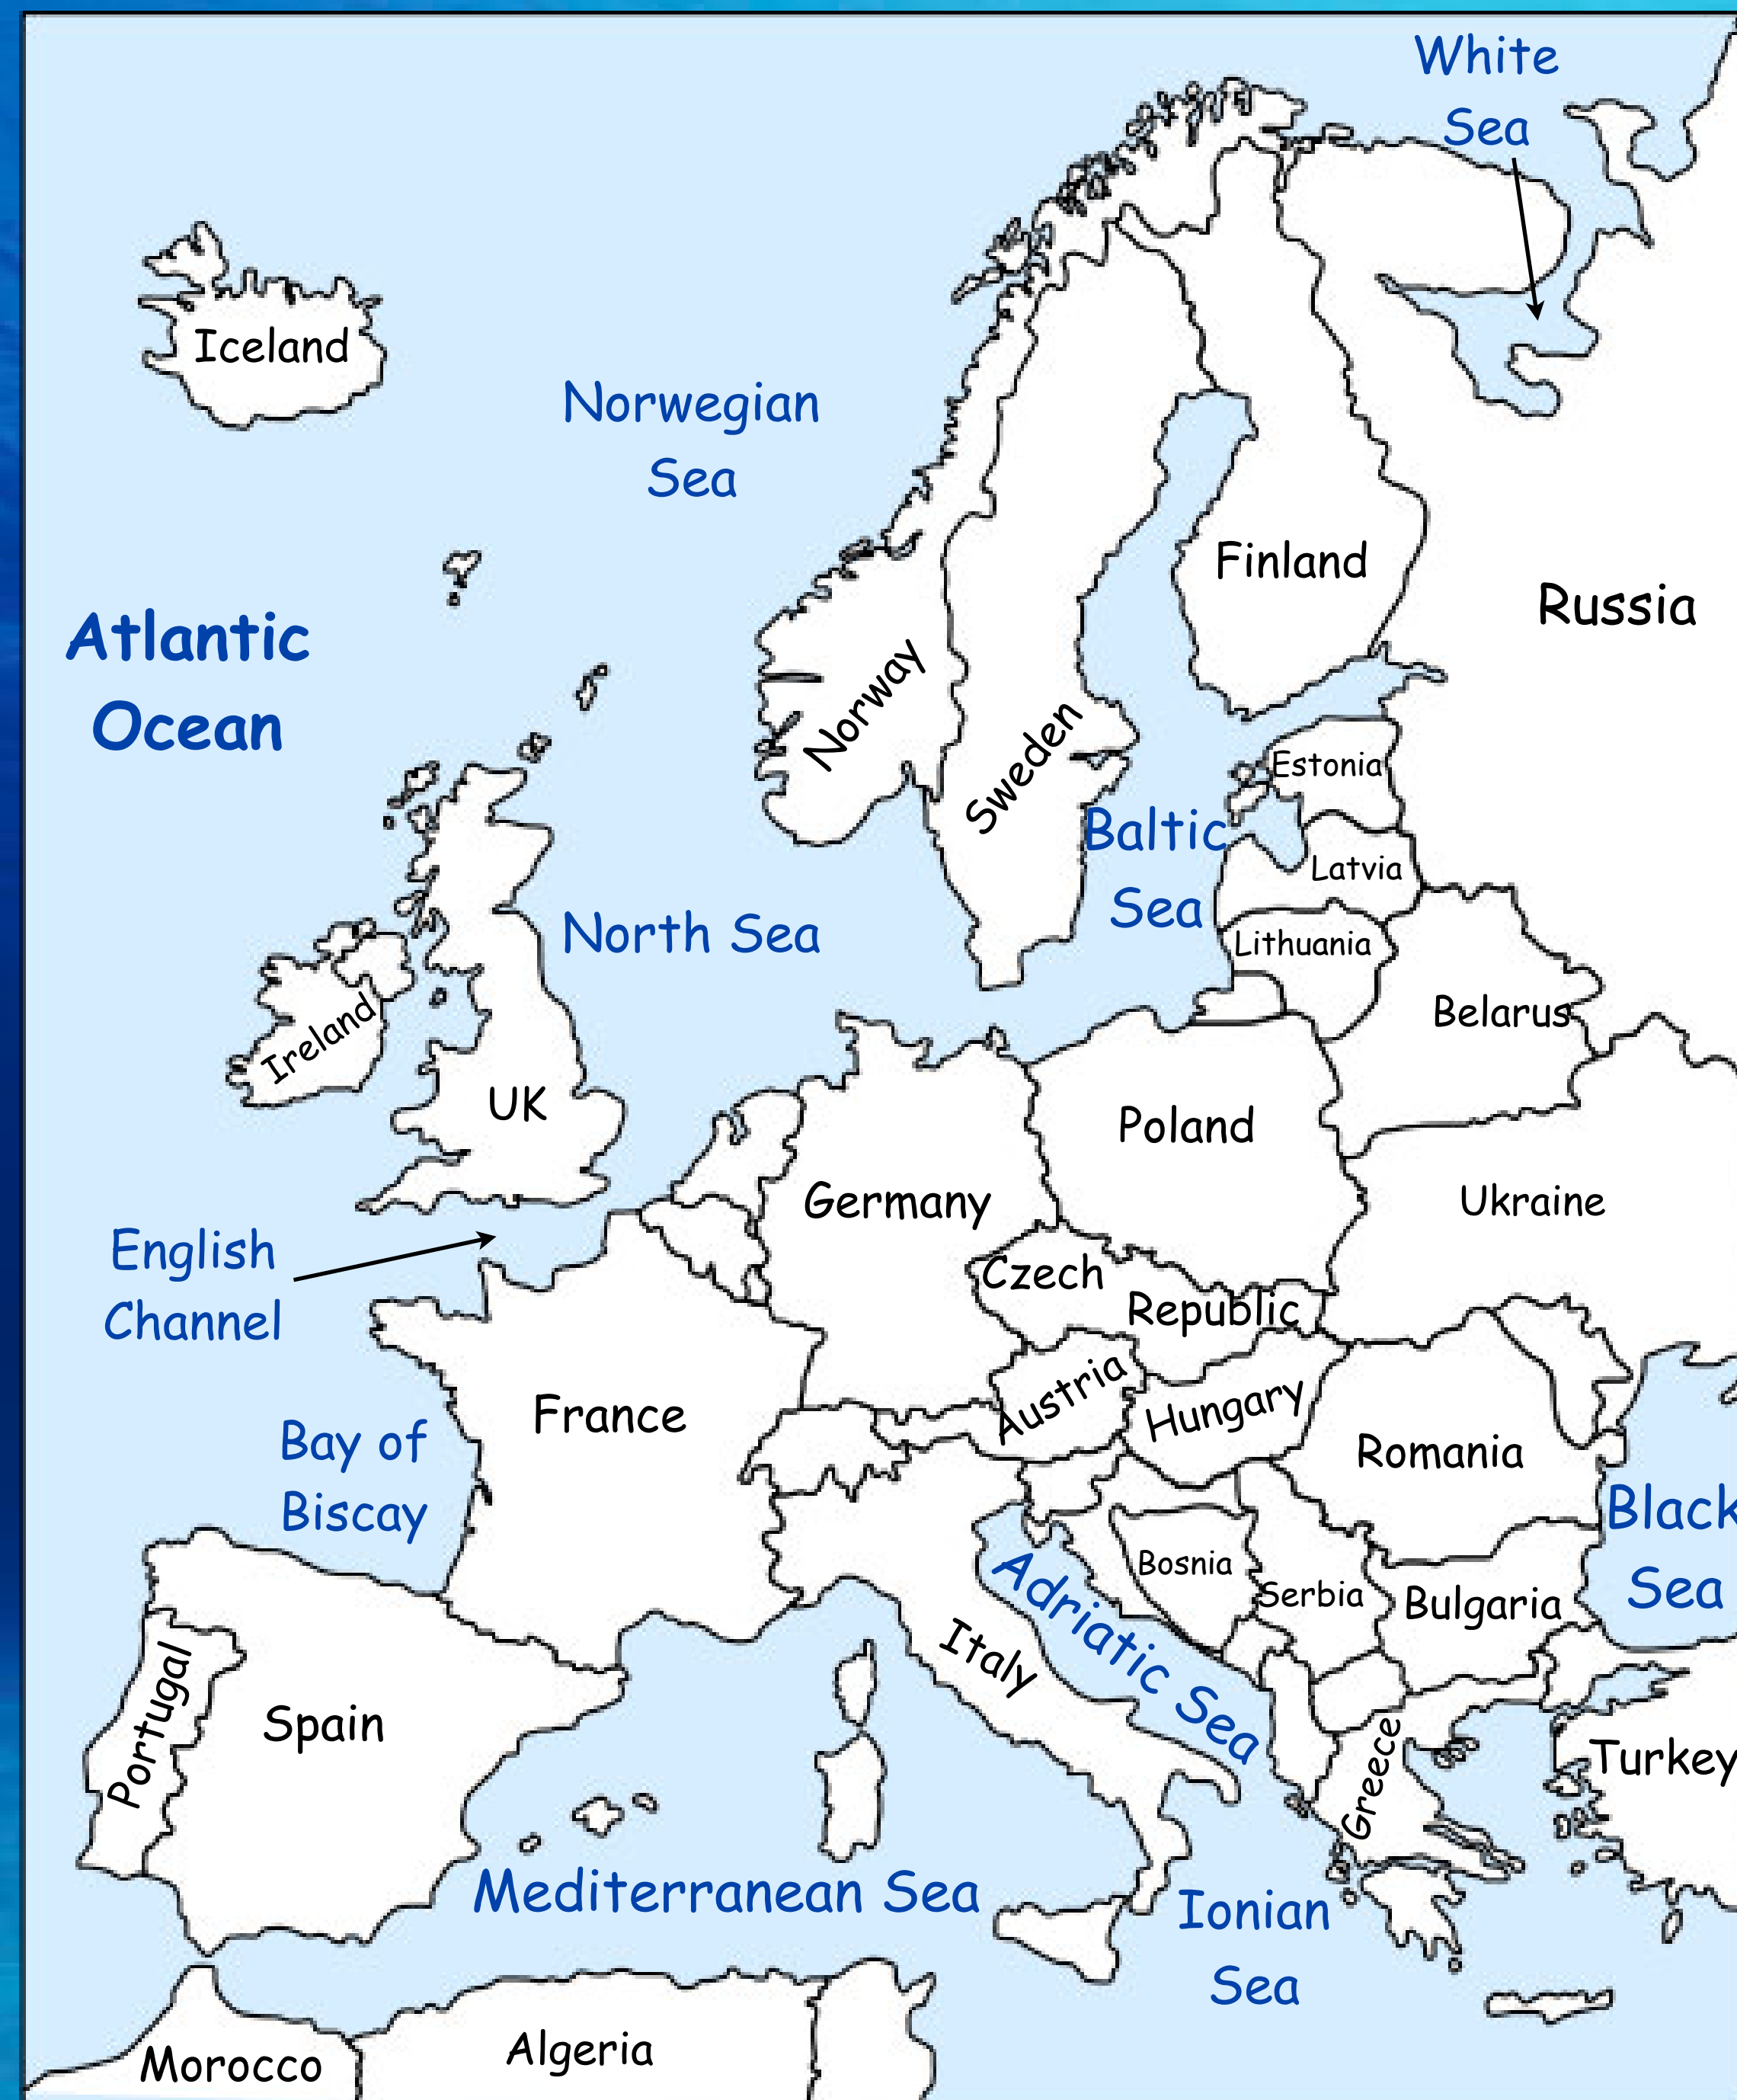 White
Sea
Iceland
Norwegian
Sea
Finland
Russia
Atlantic
Ocean
Norway
Sweden
Estonia
Baltic
Sea
Latvia
North Sea
Lithuania
Ireland
Belarus
UK
Poland
Germany
Ukraine
English
Channel
Czech
Republic
Austria
Hungary
France
Bay of
Biscay
Romania
Black
Sea
Bosnia
Serbia
Bulgaria
Adriatic Sea
Italy
Portugal
Spain
Greece
Turkey
Mediterranean Sea
Ionian
Sea
Morocco
Algeria